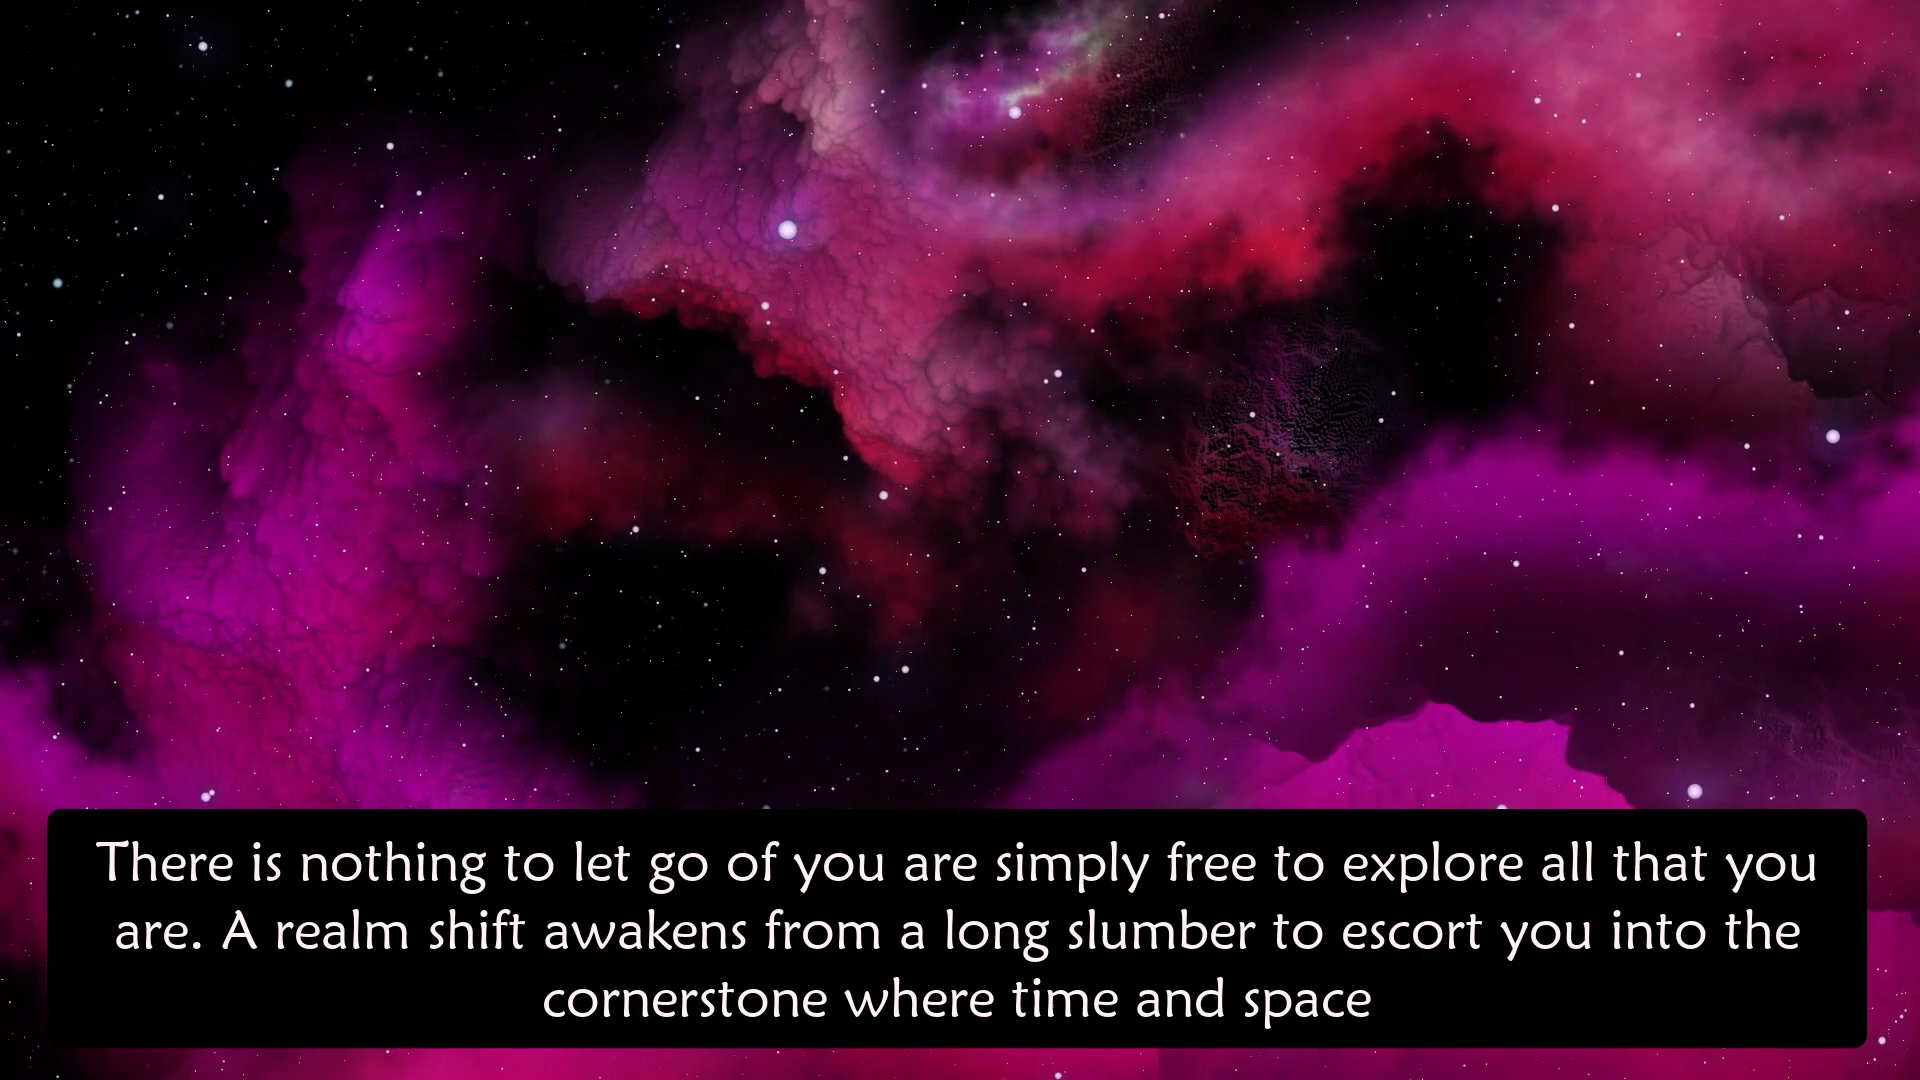 There is nothing to let go of you are simply free to explore all that you
are. A realm shift awakens from a long slumber to escort you into the
cornerstone where time and space